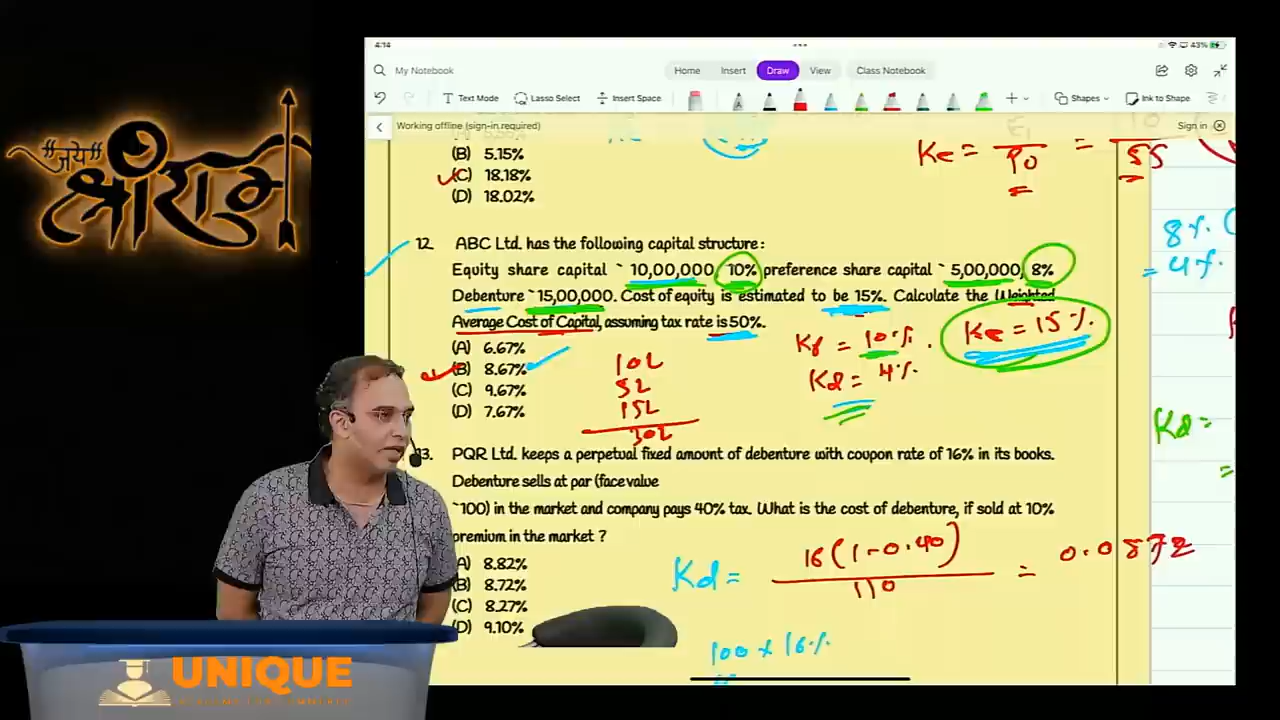 "जय"
श्रीराम
4:14
43%
My Notebook
Home Insert Draw View Class Notebook
Text Mode Lasso Select Insert Space Shapes Ink to Shape
Working offline (sign-in required) Sign in
(B) 5.15%
(C) 18.18%
(D) 18.02%
Ke = E₁/P0 = 55
8%
= 4%
12. ABC Ltd. has the following capital structure:
Equity share capital ` 10,00,000, 10% preference share capital ` 5,00,000, 8%
Debenture ` 15,00,000. Cost of equity is estimated to be 15%. Calculate the Weighted
Average Cost of Capital, assuming tax rate is 50%.
Kp = 10%.
Ke = 15%.
Kd = 4%.
(A) 6.67%
(B) 8.67%
(C) 9.67%
(D) 7.67%
10L
5L
15L
30L
13. PQR Ltd. keeps a perpetual fixed amount of debenture with coupon rate of 16% in its books.
Debenture sells at par (face value
`100) in the market and company pays 40% tax. What is the cost of debenture, if sold at 10%
premium in the market ?
(A) 8.82%
(B) 8.72%
(C) 8.27%
(D) 9.10%
Kd = 16(1-0.40)/110 = 0.0872
100 x 16%
Kd =
=
UNIQUE